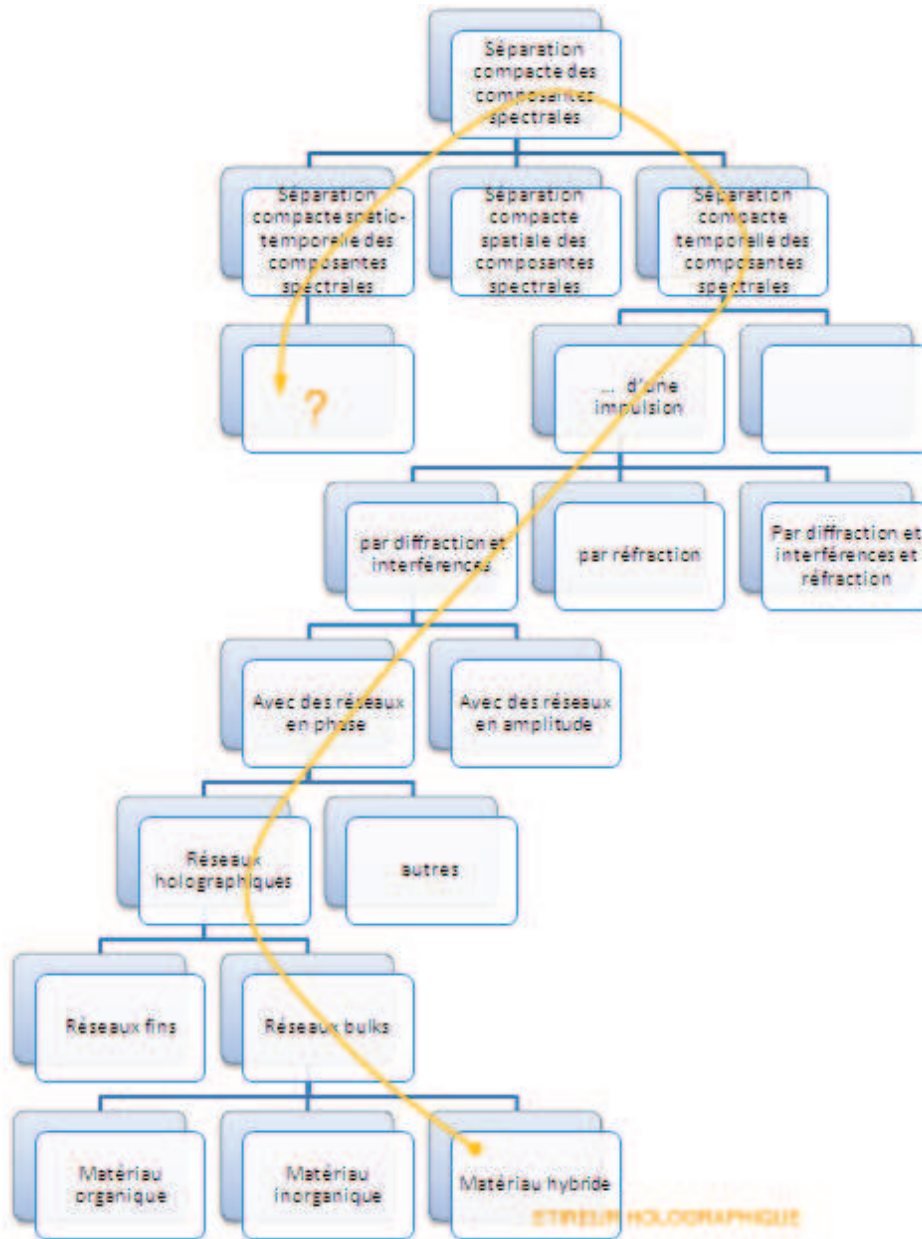 Séparation
compacte des
composantes
spectrales
Séparation
compacte spatio-
temporelle des
composantes
spectrales
Séparation
compacte
spatiale des
composantes
spectrales
Séparation
compacte
temporelle des
composantes
spectrales
?
... d'une
impulsion
par diffraction et
interférences
par réfraction
Par diffraction et
interférences et
réfraction
Avec des réseaux
en phase
Avec des réseaux
en amplitude
Réseaux
holographiques
autres
Réseaux fins
Réseaux bulks
Matériau
organique
Matériau
inorganique
Matériau hybride
ETIREUR HOLOGRAPHIQUE